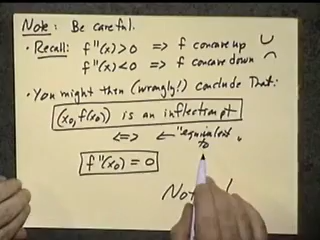 Note: Be careful.
• Recall: f''(x)>0 => f concave up ∪
f''(x)<0 => f concave down ∩
• You might then (wrongly!) conclude that:
(x₀, f(x₀)) is an inflection pt
<=> ← "equivalent
to"
f''(x₀) = 0